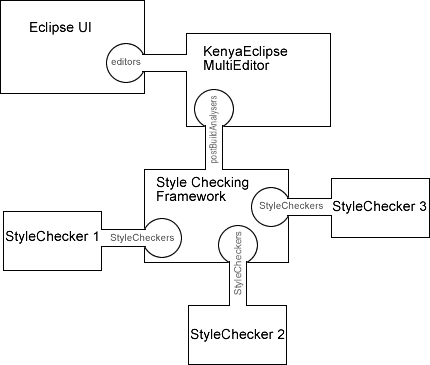 Eclipse UI
editors
KenyaEclipse
MultiEditor
postBuildAnalysers
Style Checking
Framework
StyleCheckers
StyleChecker 3
StyleChecker 1
StyleCheckers
StyleCheckers
StyleChecker 2